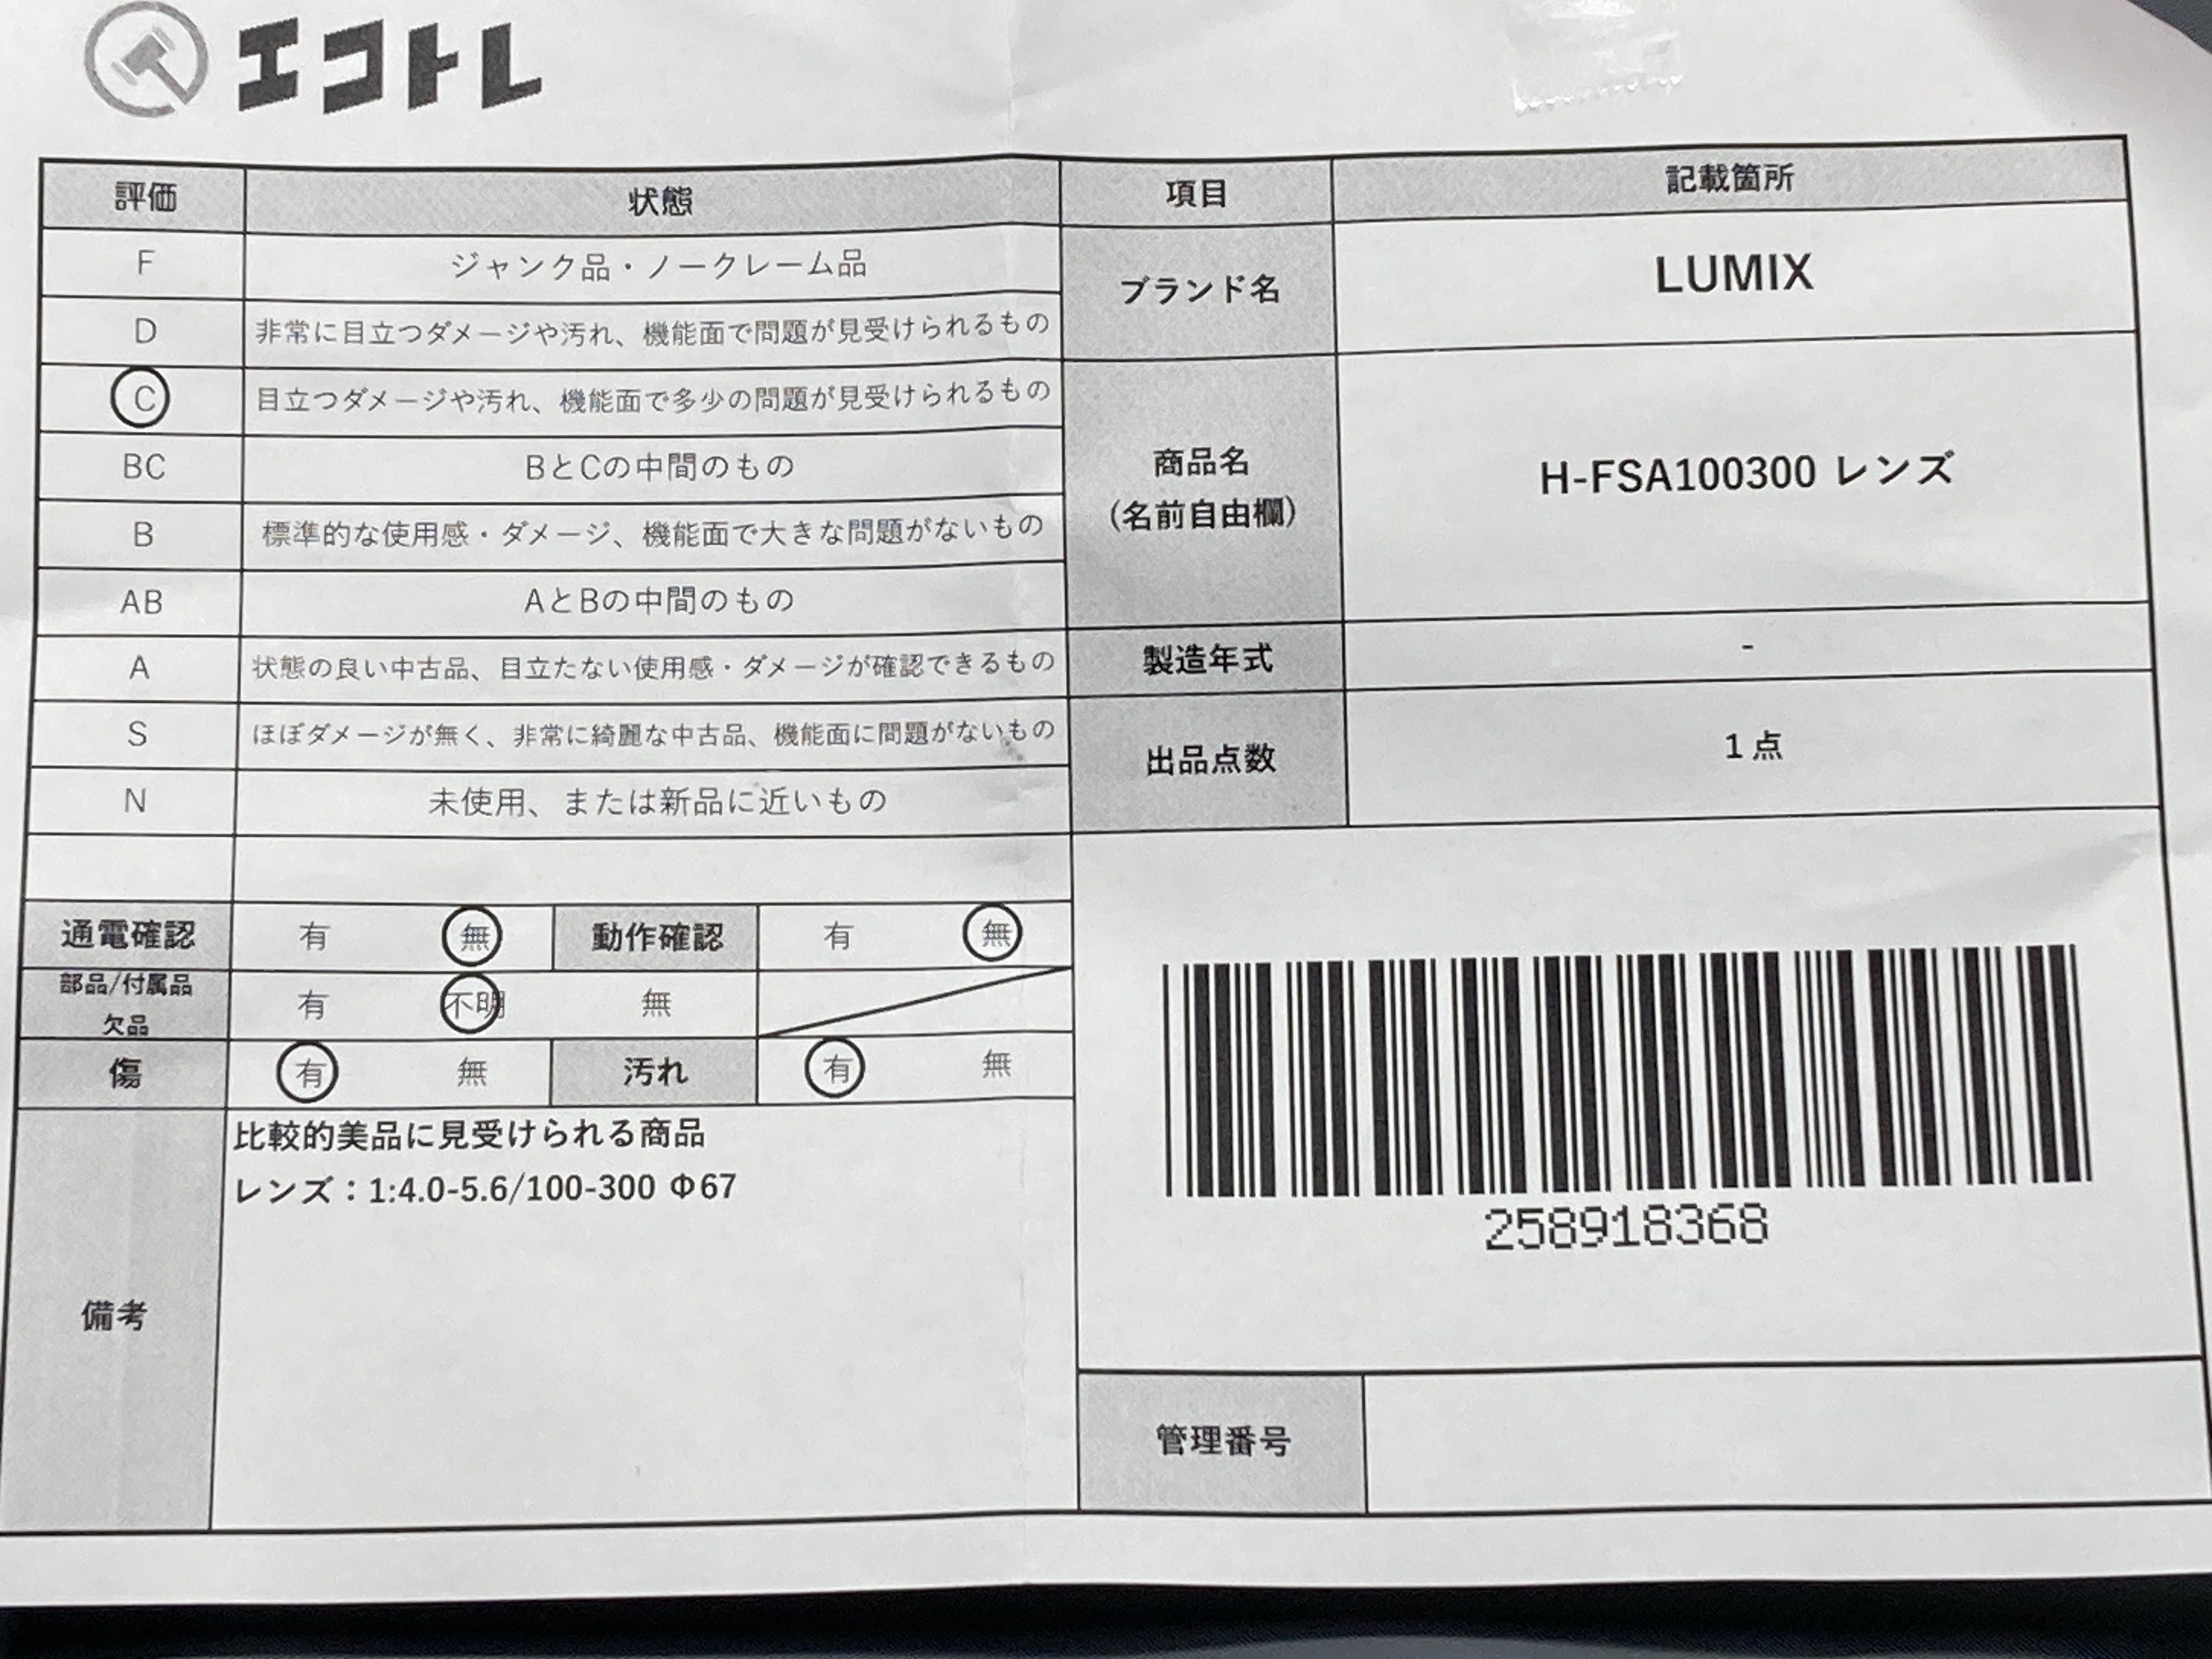 エコトレ
評価 状態
F ジャンク品・ノークレーム品
D 非常に目立つダメージや汚れ、機能面で問題が見受けられるもの
C 目立つダメージや汚れ、機能面で多少の問題が見受けられるもの
BC BとCの中間のもの
B 標準的な使用感・ダメージ、機能面で大きな問題がないもの
AB AとBの中間のもの
A 状態の良い中古品、目立たない使用感・ダメージが確認できるもの
S ほぼダメージが無く、非常に綺麗な中古品、機能面に問題がないもの
N 未使用、または新品に近いもの
通電確認 有 無 動作確認 有 無
部品/付属品
欠品 有 不明 無
傷 有 無 汚れ 有 無
備考
比較的美品に見受けられる商品
レンズ：1:4.0-5.6/100-300 Φ67
項目 記載箇所
ブランド名 LUMIX
商品名
(名前自由欄) H-FSA100300 レンズ
製造年式 -
出品点数 1 点
258918368
管理番号